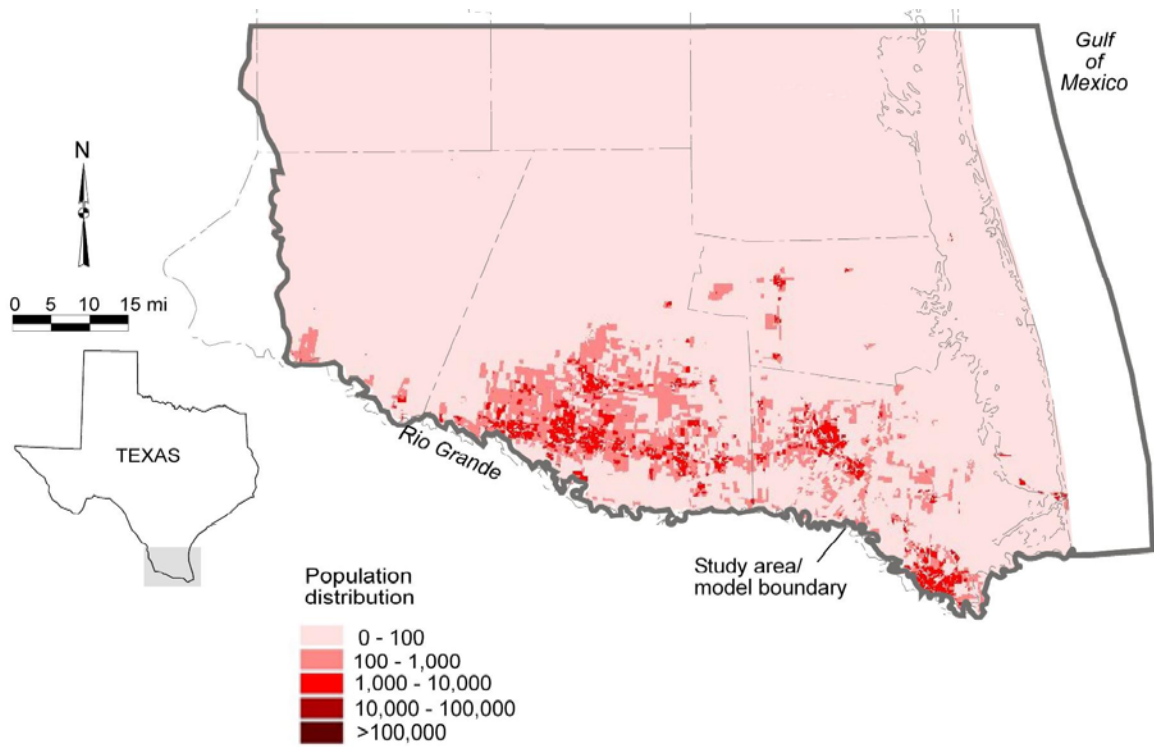 Gulf
of
Mexico
N
0 5 10 15 mi
TEXAS
Rio Grande
Study area/
model boundary
Population
distribution
0 - 100
100 - 1,000
1,000 - 10,000
10,000 - 100,000
>100,000